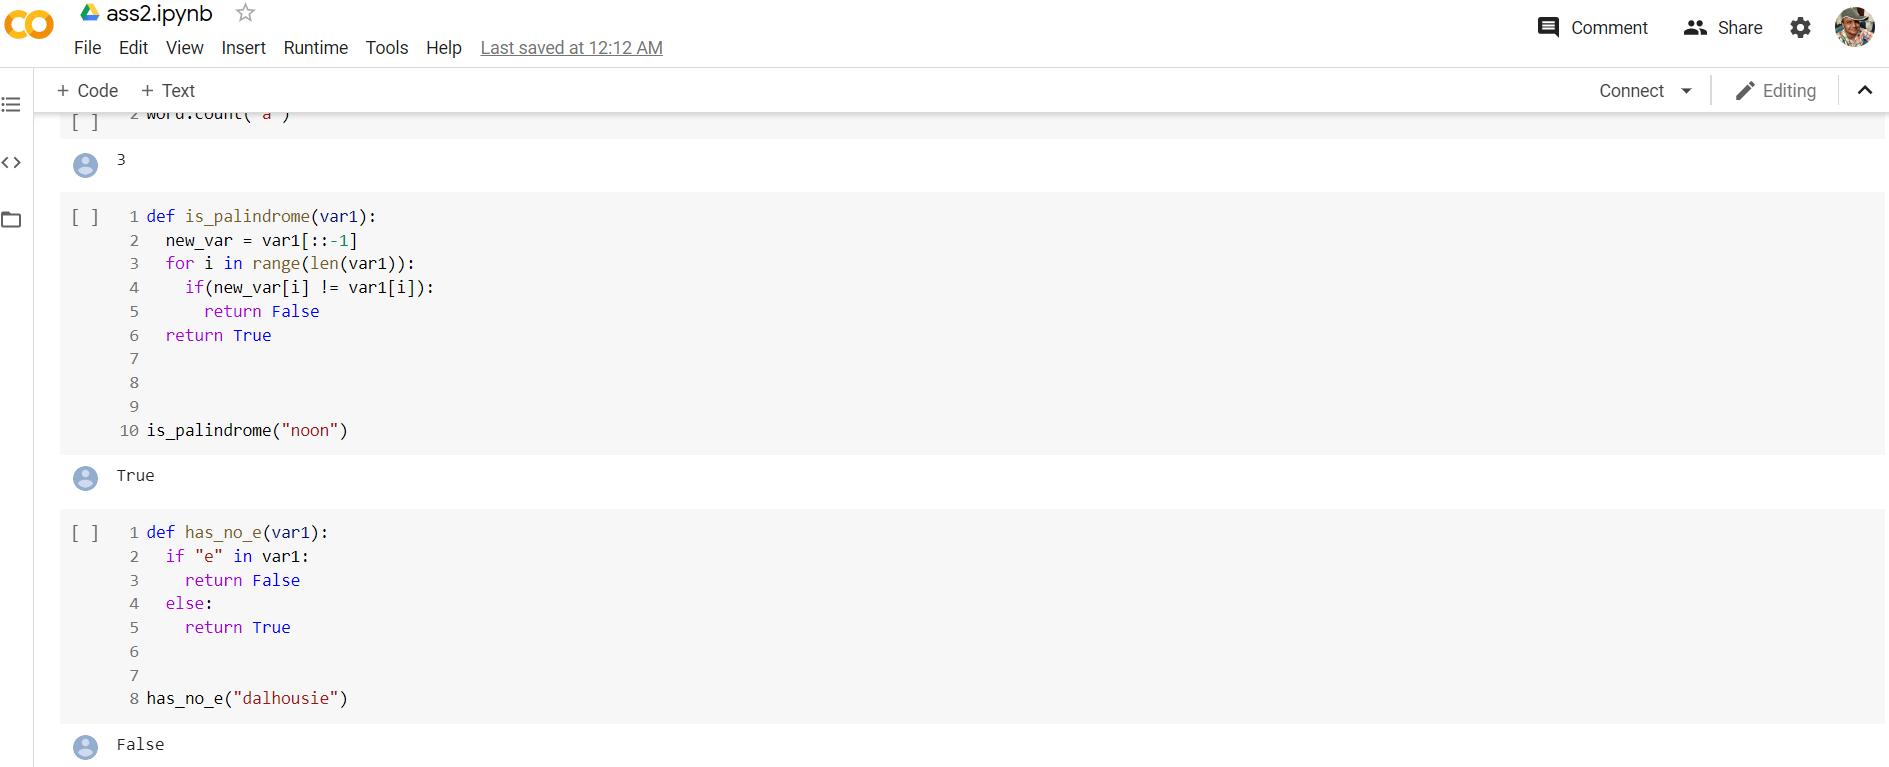 ass2.ipynb
File Edit View Insert Runtime Tools Help Last saved at 12:12 AM
Comment Share
+ Code + Text
Connect Editing
[ ] 2 word.count('a')
3
[ ] 1 def is_palindrome(var1):
2   new_var = var1[::-1]
3   for i in range(len(var1)):
4     if(new_var[i] != var1[i]):
5       return False
6   return True
7
8
9
10 is_palindrome("noon")
True
[ ] 1 def has_no_e(var1):
2   if "e" in var1:
3     return False
4   else:
5     return True
6
7
8 has_no_e("dalhousie")
False